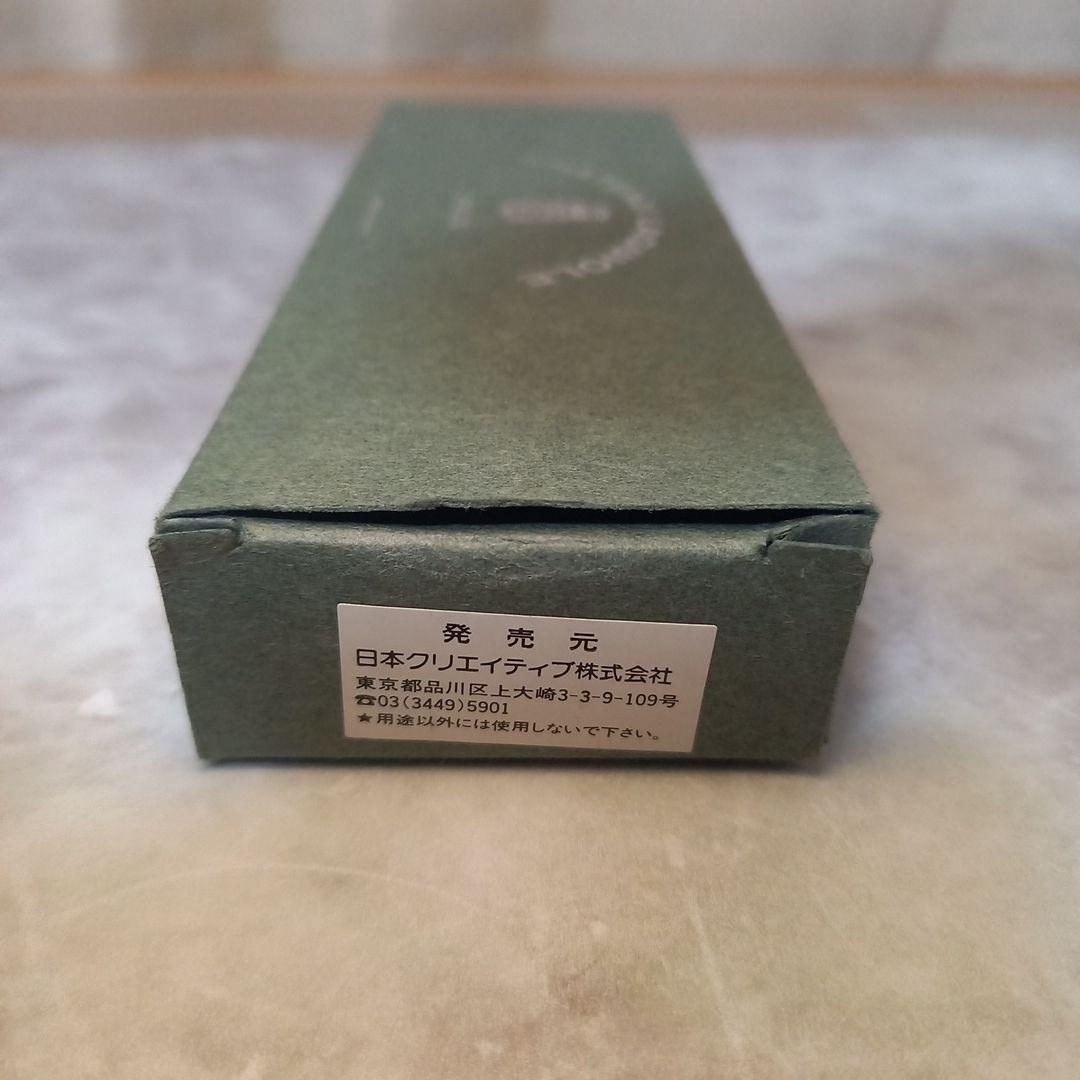 発売元
日本クリエイティブ株式会社
東京都品川区上大崎3-3-9-109号
☎03(3449)5901
★用途以外には使用しないで下さい。